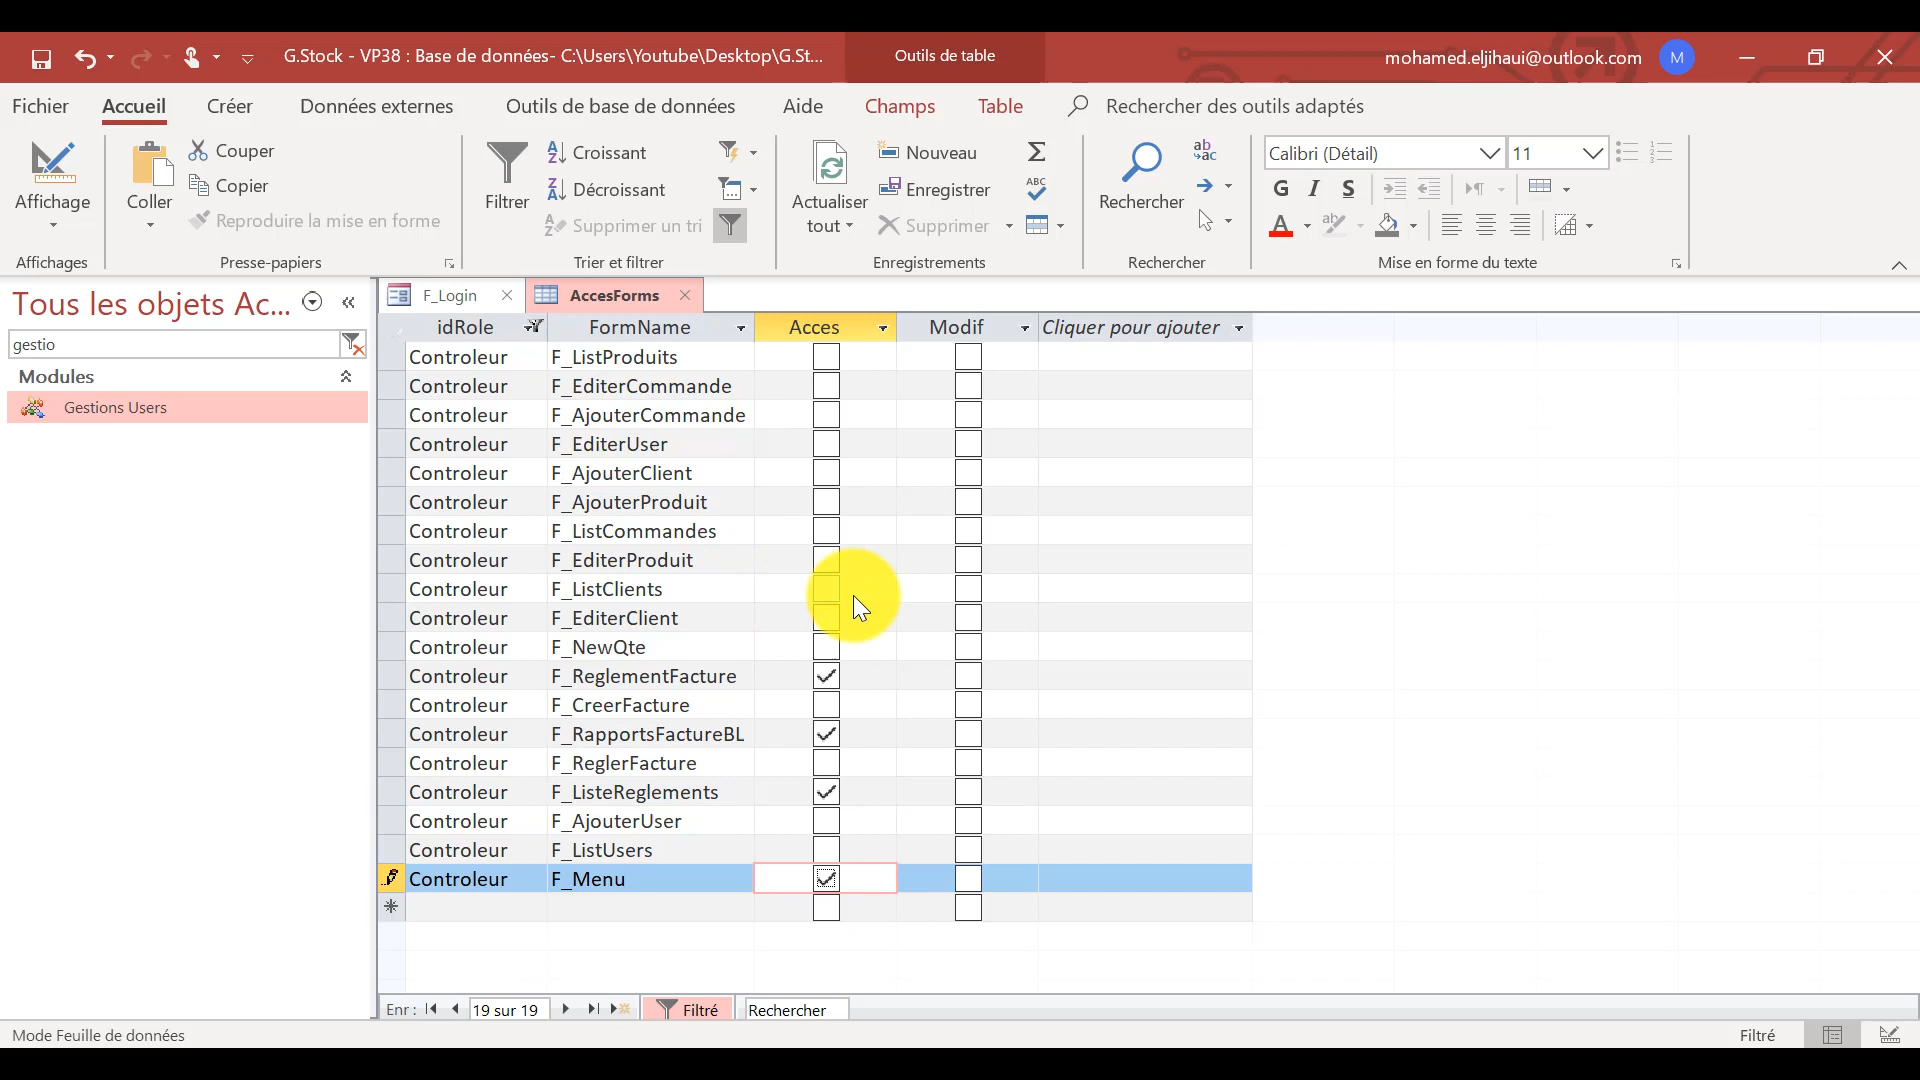 G.Stock - VP38 : Base de données- C:\Users\Youtube\Desktop\G.St...
Outils de table
mohamed.eljihaui@outlook.com
M
Fichier
Accueil
Créer
Données externes
Outils de base de données
Aide
Champs
Table
Rechercher des outils adaptés
Affichage
Affichages
Coller
Couper
Copier
Reproduire la mise en forme
Presse-papiers
Filtrer
Croissant
Décroissant
Supprimer un tri
Trier et filtrer
Actualiser
tout
Nouveau
Enregistrer
Supprimer
Enregistrements
Rechercher
Rechercher
Calibri (Détail)
11
G I S
Mise en forme du texte
Tous les objets Ac...
gestio
Modules
Gestions Users
F_Login
AccesForms
idRole FormName Acces Modif Cliquer pour ajouter
Controleur F_ListProduits
Controleur F_EditerCommande
Controleur F_AjouterCommande
Controleur F_EditerUser
Controleur F_AjouterClient
Controleur F_AjouterProduit
Controleur F_ListCommandes
Controleur F_EditerProduit
Controleur F_ListClients
Controleur F_EditerClient
Controleur F_NewQte
Controleur F_ReglementFacture
Controleur F_CreerFacture
Controleur F_RapportsFactureBL
Controleur F_ReglerFacture
Controleur F_ListeReglements
Controleur F_AjouterUser
Controleur F_ListUsers
Controleur F_Menu
Enr : 19 sur 19 Filtré Rechercher
Mode Feuille de données
Filtré